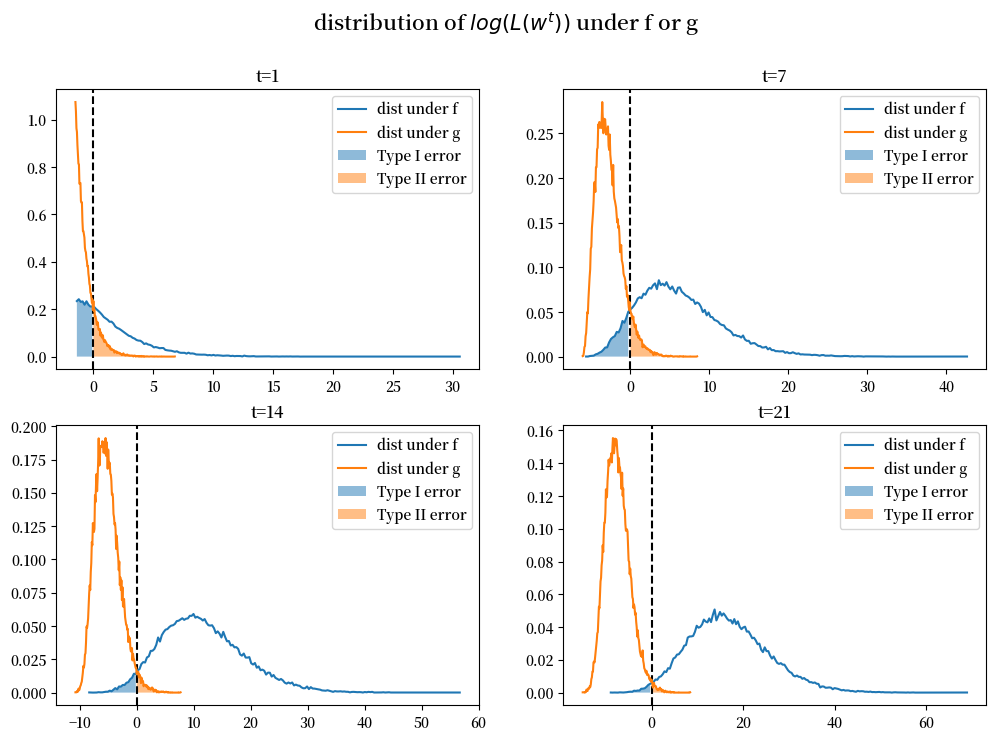 distribution of log(L(w^t)) under f or g
t=1
dist under f
dist under g
Type I error
Type II error
1.0
0.8
0.6
0.4
0.2
0.0
0 5 10 15 20 25 30
t=7
dist under f
dist under g
Type I error
Type II error
0.25
0.20
0.15
0.10
0.05
0.00
0 10 20 30 40
t=14
dist under f
dist under g
Type I error
Type II error
0.200
0.175
0.150
0.125
0.100
0.075
0.050
0.025
0.000
−10 0 10 20 30 40 50 60
t=21
dist under f
dist under g
Type I error
Type II error
0.16
0.14
0.12
0.10
0.08
0.06
0.04
0.02
0.00
0 20 40 60